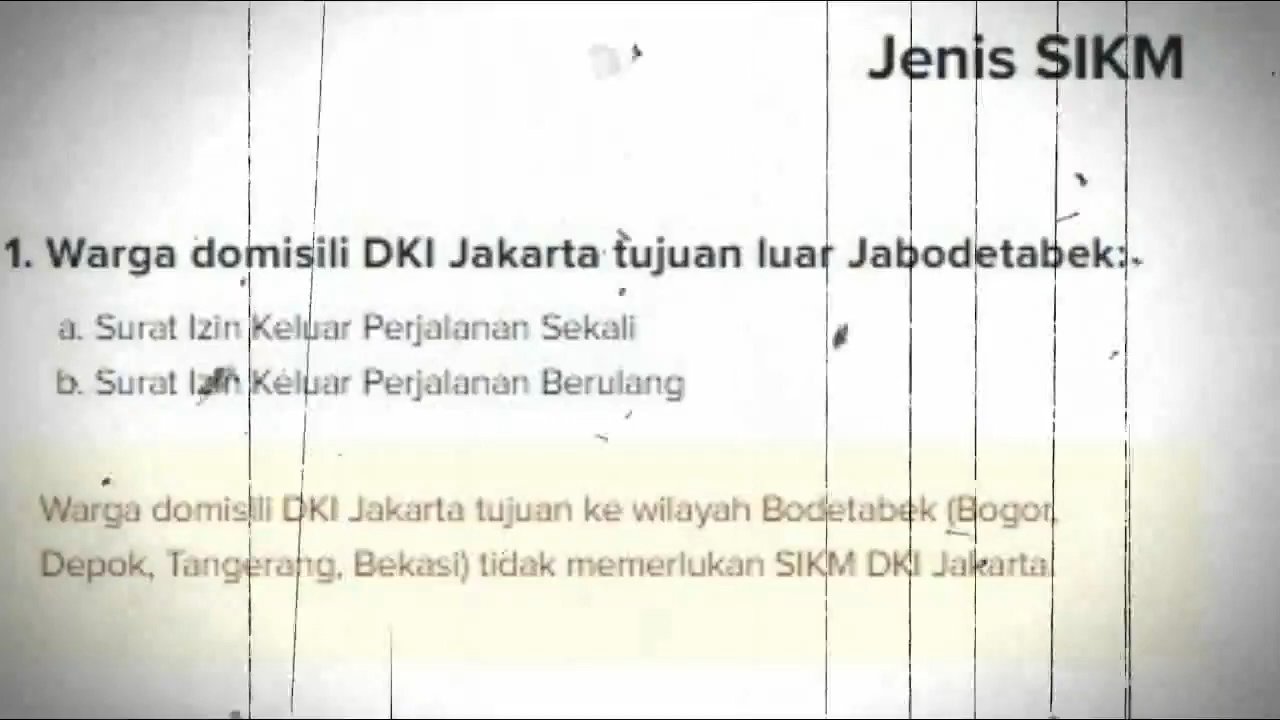 Jenis SIKM
1. Warga domisili DKI Jakarta tujuan luar Jabodetabek:
a. Surat Izin Keluar Perjalanan Sekali
b. Surat Izin Keluar Perjalanan Berulang
Warga domisili DKI Jakarta tujuan ke wilayah Bodetabek (Bogor,
Depok, Tangerang, Bekasi) tidak memerlukan SIKM DKI Jakarta.